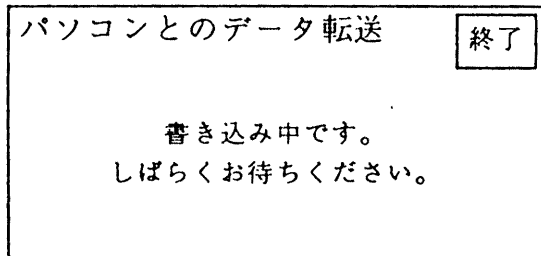 パソコンとのデータ転送
終了
書き込み中です。
しばらくお待ちください。